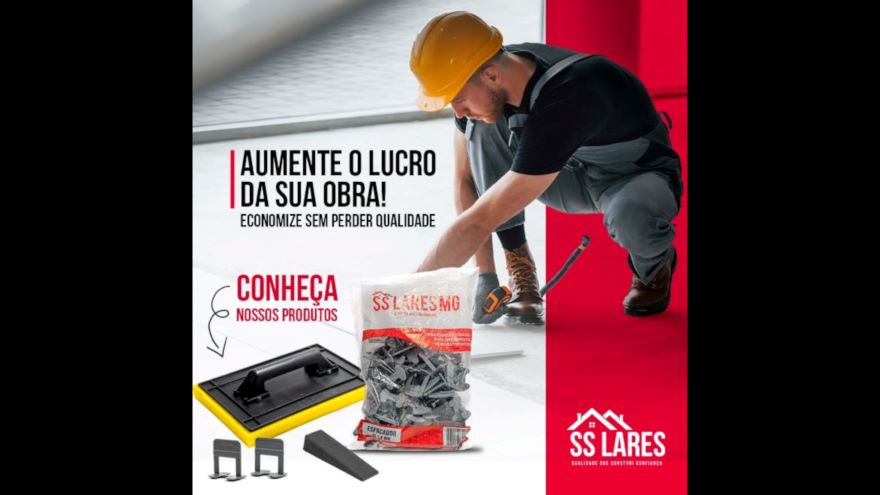 AUMENTE O LUCRO
DA SUA OBRA!
ECONOMIZE SEM PERDER QUALIDADE
CONHEÇA
NOSSOS PRODUTOS
SS LARES MG
ESPAÇADOR
SS LARES
QUALIDADE QUE CONSTRÓI CONFIANÇA